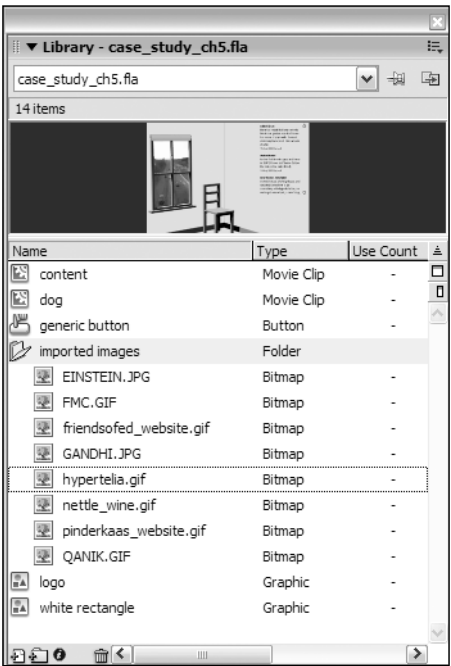 Library - case_study_ch5.fla
case_study_ch5.fla
14 items
Name Type Use Count
content Movie Clip -
dog Movie Clip -
generic button Button -
imported images Folder
EINSTEIN.JPG Bitmap -
FMC.GIF Bitmap -
friendsofed_website.gif Bitmap -
GANDHI.JPG Bitmap -
hypertelia.gif Bitmap -
nettle_wine.gif Bitmap -
pinderkaas_website.gif Bitmap -
QANIK.GIF Bitmap -
logo Graphic -
white rectangle Graphic -